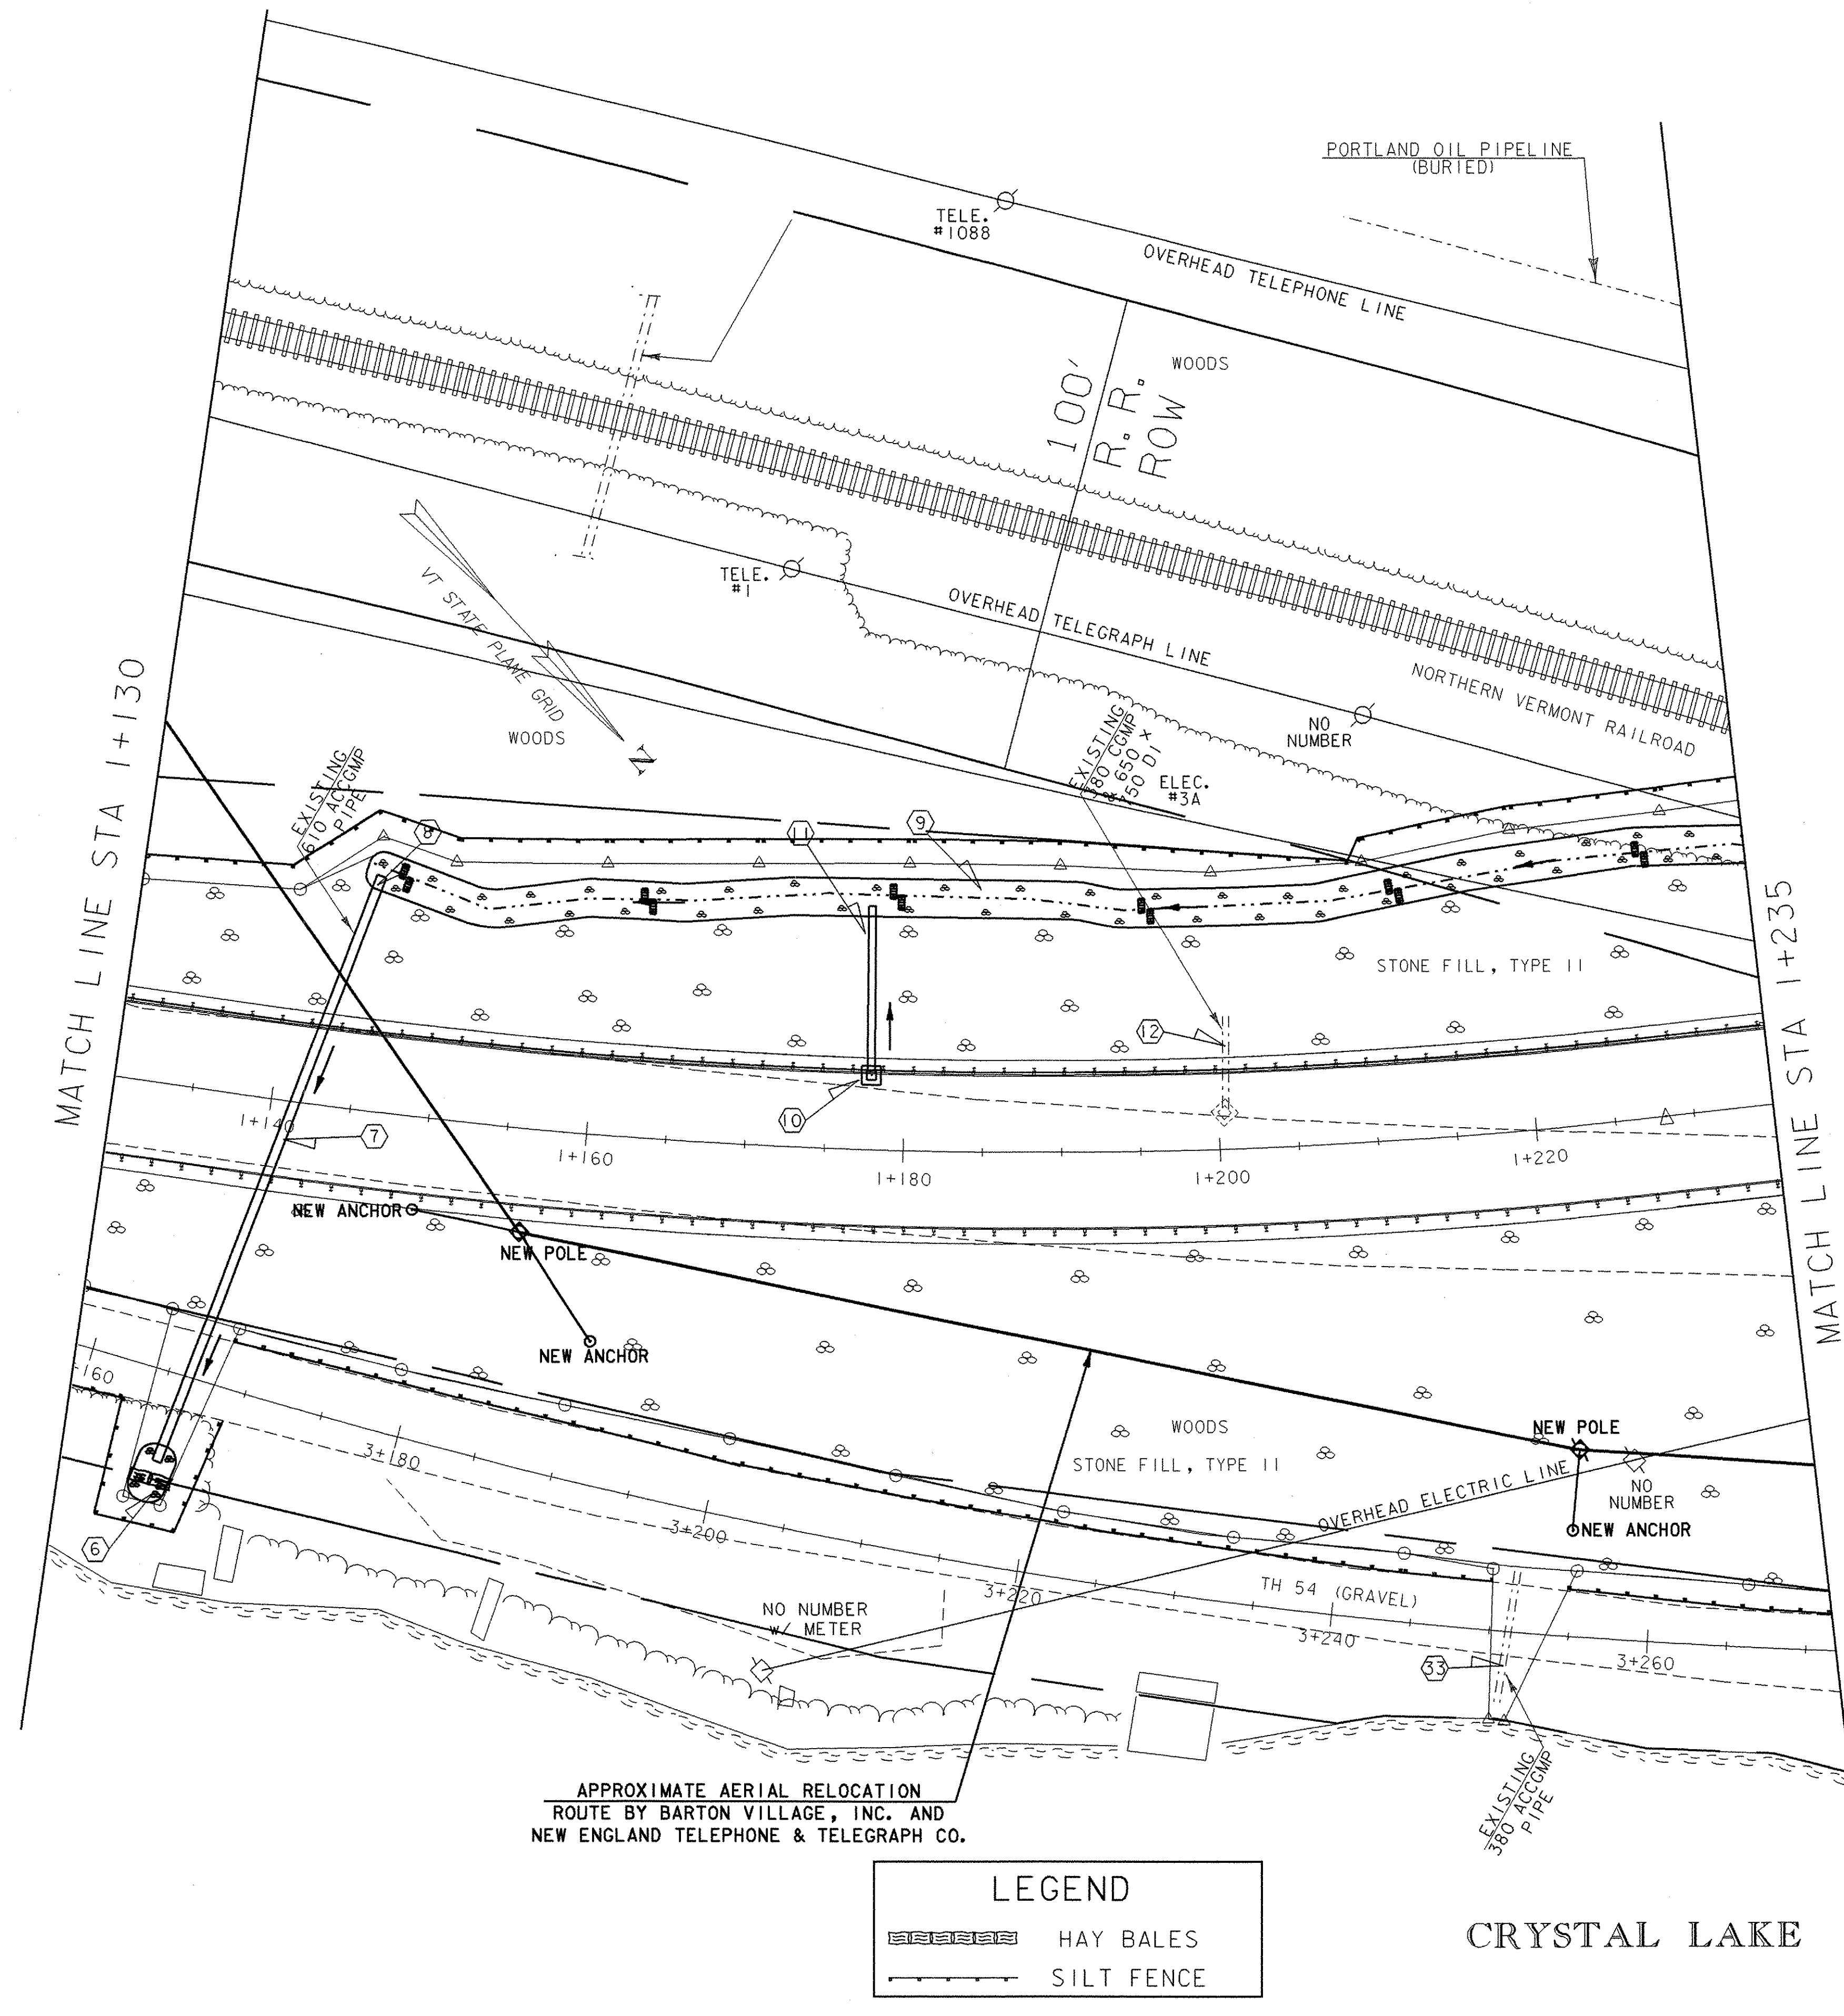 PORTLAND OIL PIPELINE
(BURIED)
TELE.
#1088
OVERHEAD TELEPHONE LINE
WOODS
100'
R. R.
ROW
TELE.
#1
OVERHEAD TELEGRAPH LINE
VT STATE PLANE GRID
N
NORTHERN VERMONT RAILROAD
NO
NUMBER
WOODS
EXISTING
610 ACCGMP
PIPE
EXISTING
380 CGMP
& 650 X
750 DI
ELEC.
#3A
MATCH LINE STA 1+130
MATCH LINE STA 1+235
8
11
9
STONE FILL, TYPE II
12
10
7
1+140
1+160
1+180
1+200
1+220
NEW ANCHOR
NEW POLE
NEW ANCHOR
160
3+180
3+200
3+220
3+240
3+260
WOODS
STONE FILL, TYPE II
NEW POLE
OVERHEAD ELECTRIC LINE
NO
NUMBER
NEW ANCHOR
6
TH 54 (GRAVEL)
NO NUMBER
W/ METER
33
EXISTING
380 ACCGMP
PIPE
APPROXIMATE AERIAL RELOCATION
ROUTE BY BARTON VILLAGE, INC. AND
NEW ENGLAND TELEPHONE & TELEGRAPH CO.
LEGEND
HAY BALES
SILT FENCE
CRYSTAL LAKE